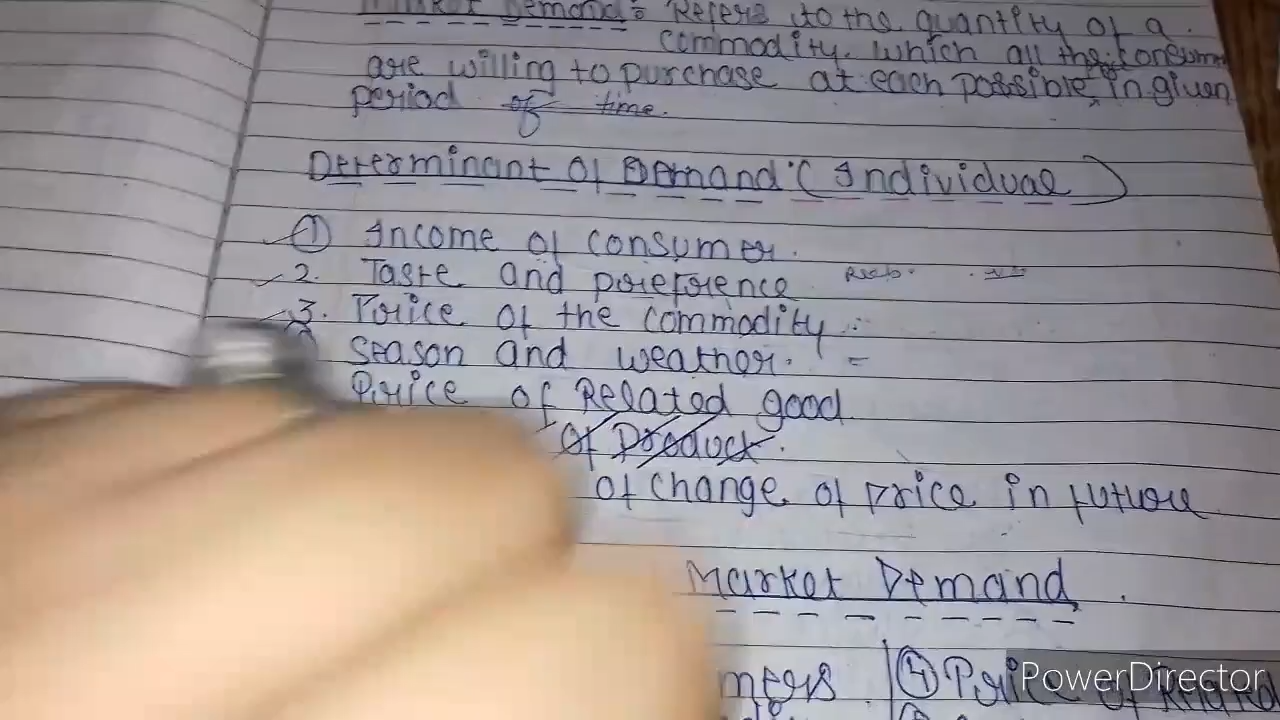 Market Demand: Refers to the quantity of a
commodity. which all the consum
are willing to purchase at each possible in given
period of time.
Determinant of Demand (Individual)
① Income of consumer.
2. Taste and preference
3. Price of the commodity :
Season and weather. =
Price of Related good
of Product.
of change of price in future
Market Demand.
mers
④ Price of Related
PowerDirector